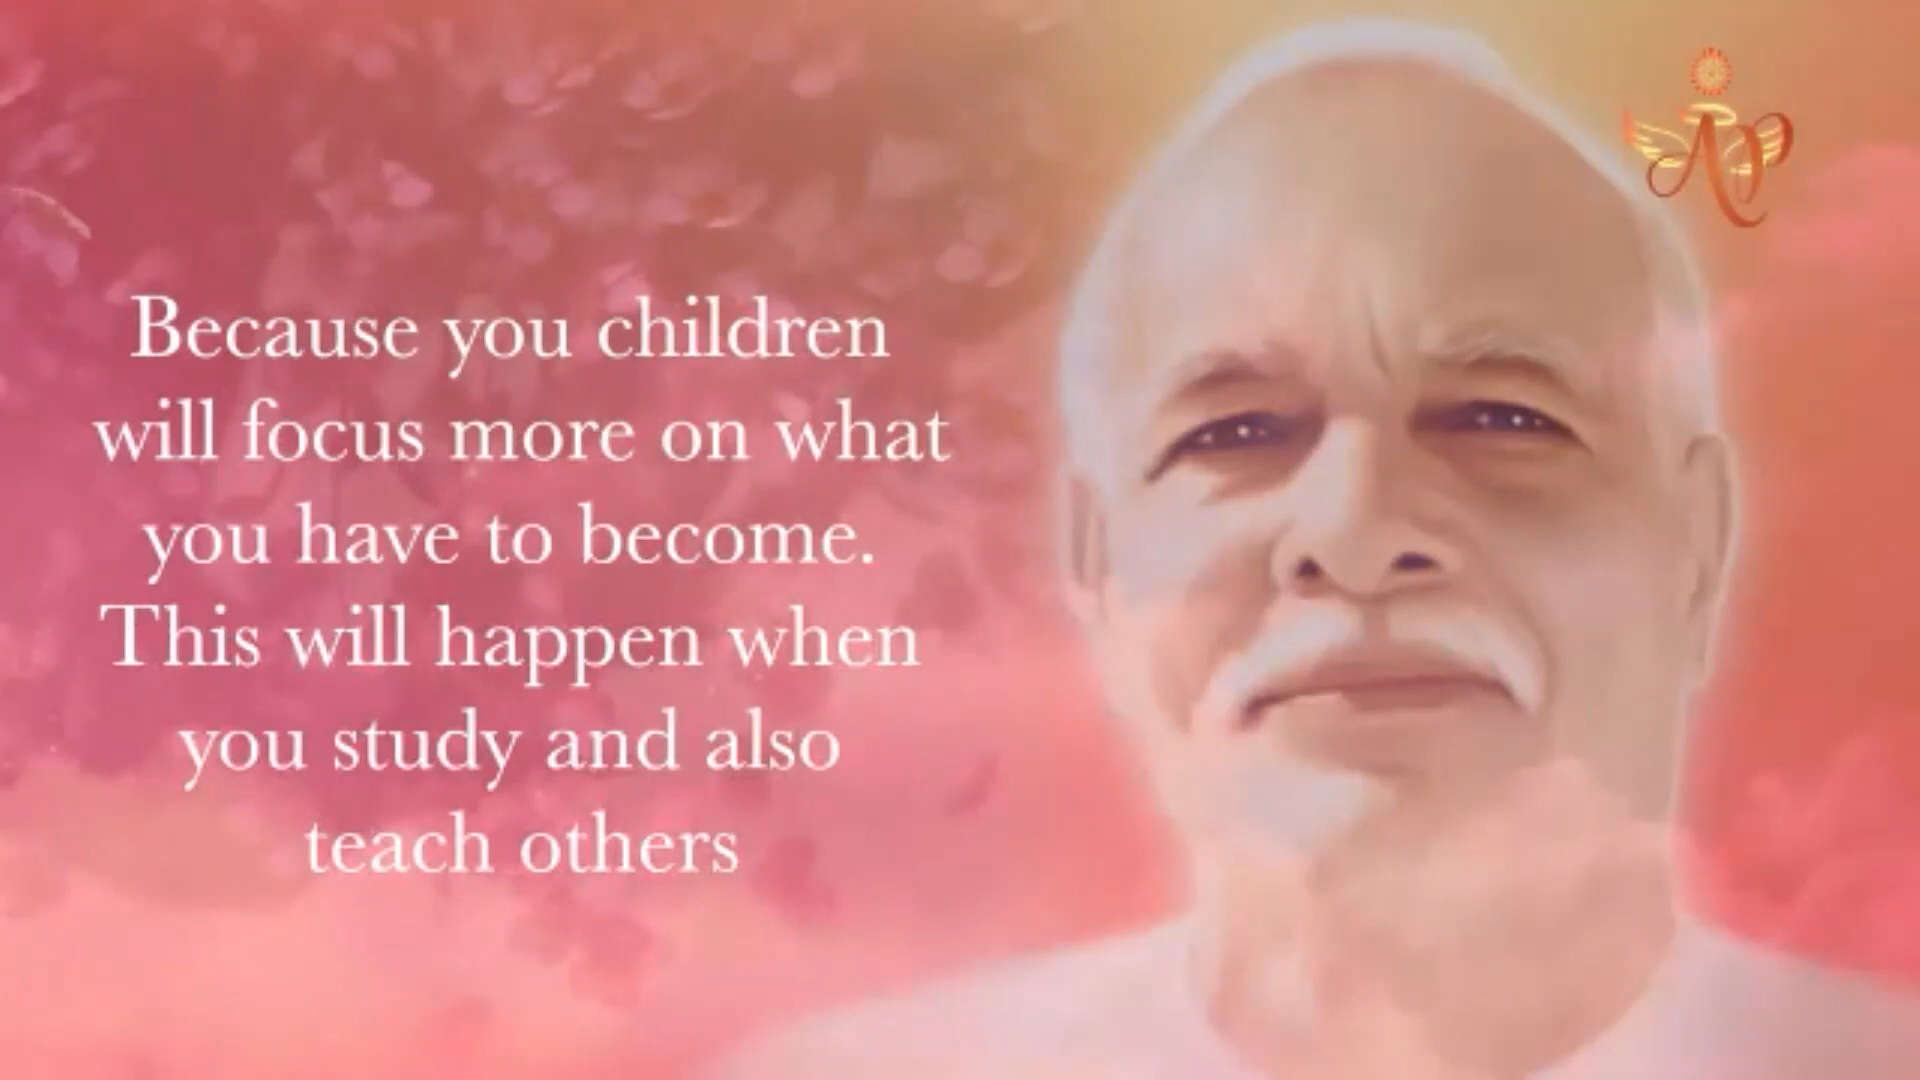 Because you children
will focus more on what
you have to become.
This will happen when
you study and also
teach others
AP